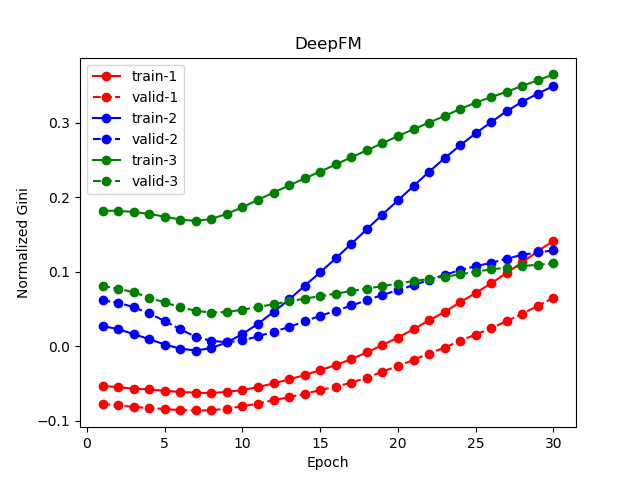 DeepFM
train-1
valid-1
train-2
valid-2
train-3
valid-3
Normalized Gini
0.3
0.2
0.1
0.0
−0.1
0 5 10 15 20 25 30
Epoch